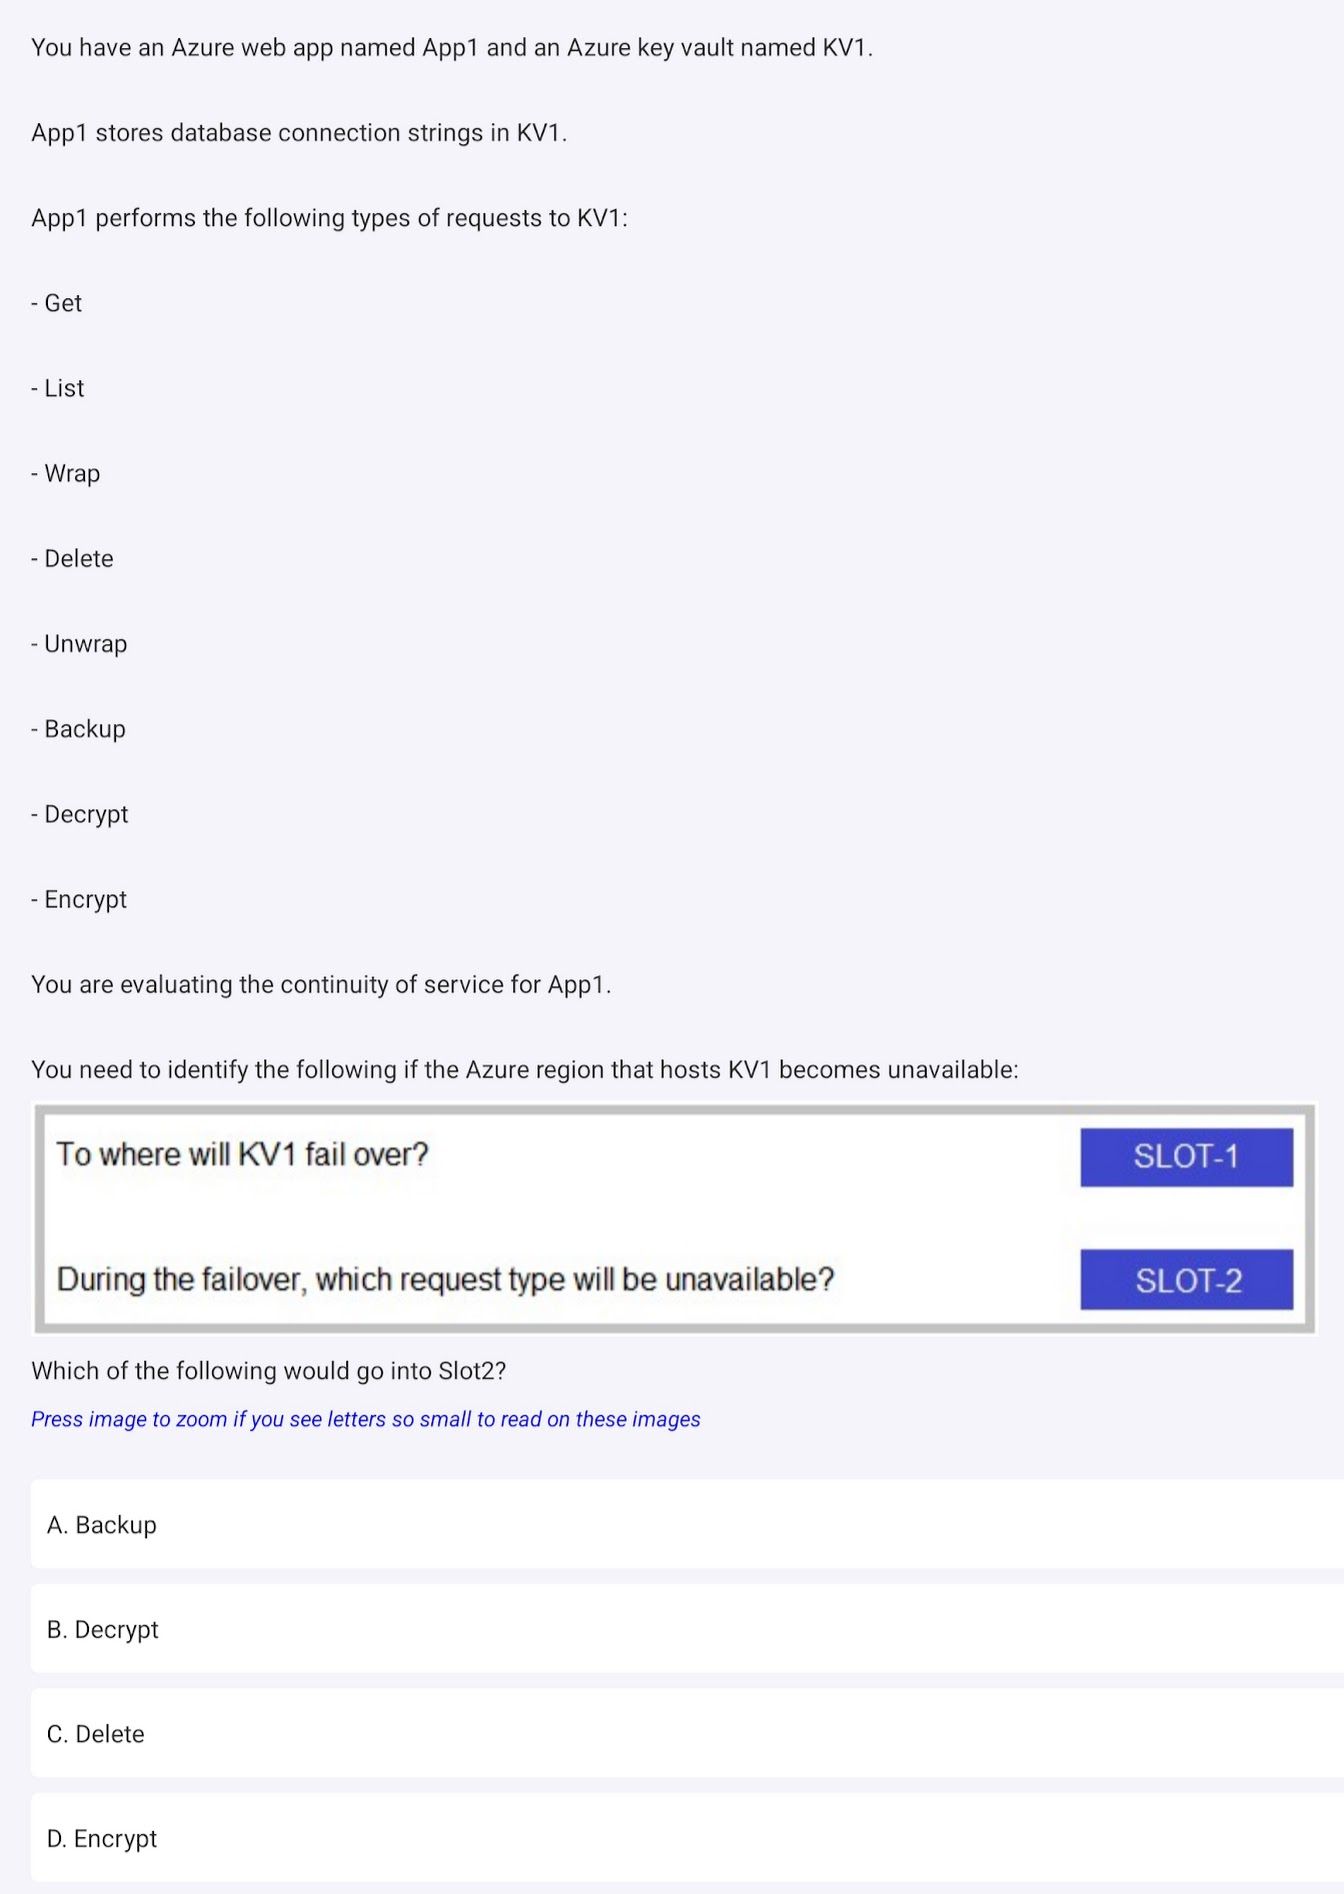 You have an Azure web app named App1 and an Azure key vault named KV1.
App1 stores database connection strings in KV1.
App1 performs the following types of requests to KV1:
- Get
- List
- Wrap
- Delete
- Unwrap
- Backup
- Decrypt
- Encrypt
You are evaluating the continuity of service for App1.
You need to identify the following if the Azure region that hosts KV1 becomes unavailable:
To where will KV1 fail over? SLOT-1
During the failover, which request type will be unavailable? SLOT-2
Which of the following would go into Slot2?
Press image to zoom if you see letters so small to read on these images
A. Backup
B. Decrypt
C. Delete
D. Encrypt